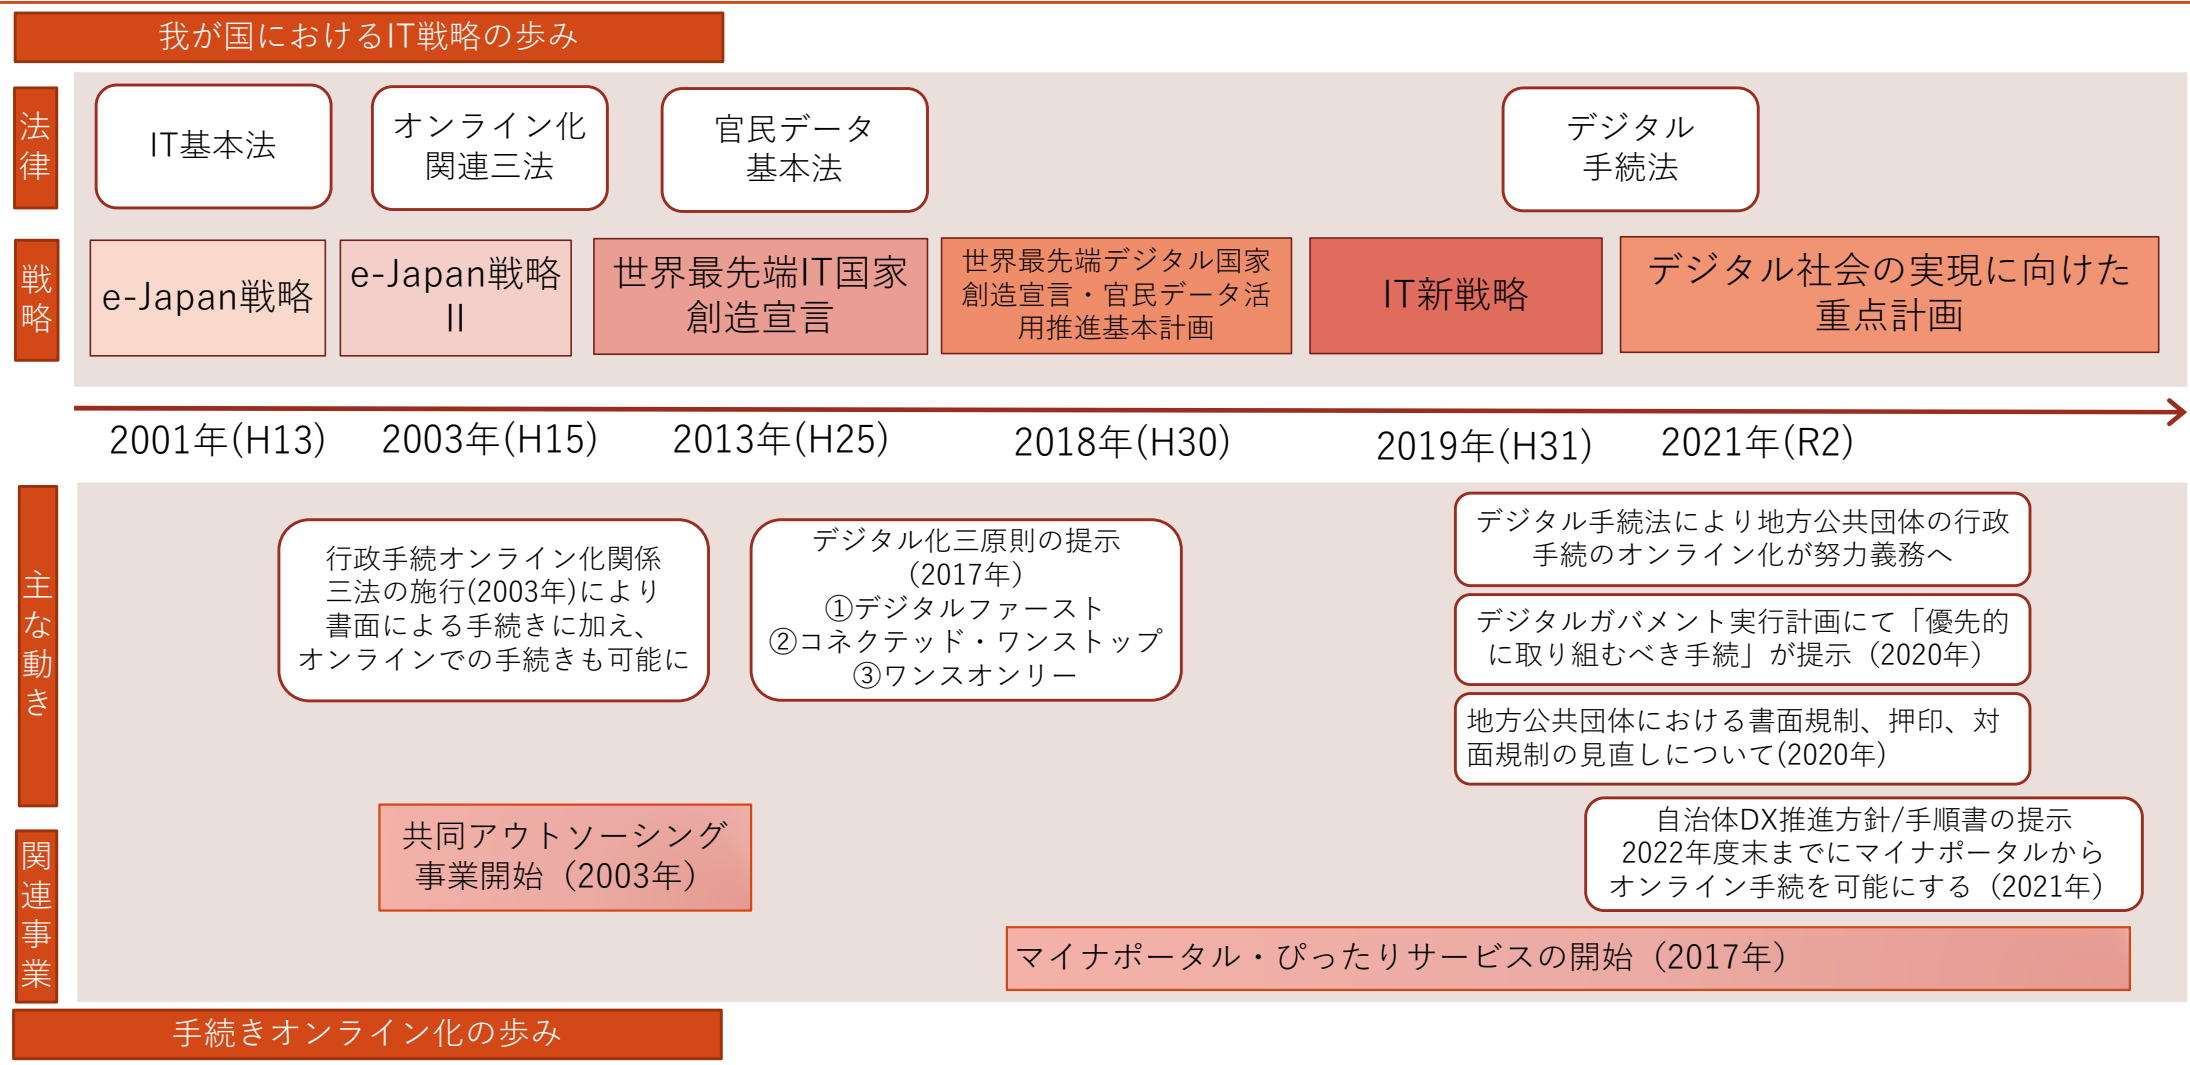 我が国におけるIT戦略の歩み
法律
IT基本法
オンライン化
関連三法
官民データ
基本法
デジタル
手続法
戦略
e-Japan戦略
e-Japan戦略
II
世界最先端IT国家
創造宣言
世界最先端デジタル国家
創造宣言・官民データ活
用推進基本計画
IT新戦略
デジタル社会の実現に向けた
重点計画
2001年(H13)
2003年(H15)
2013年(H25)
2018年(H30)
2019年(H31)
2021年(R2)
主な動き
行政手続オンライン化関係
三法の施行(2003年)により
書面による手続きに加え、
オンラインでの手続きも可能に
デジタル化三原則の提示
(2017年)
①デジタルファースト
②コネクテッド・ワンストップ
③ワンスオンリー
デジタル手続法により地方公共団体の行政
手続のオンライン化が努力義務へ
デジタルガバメント実行計画にて「優先的
に取り組むべき手続」が提示（2020年）
地方公共団体における書面規制、押印、対
面規制の見直しについて(2020年)
関連事業
共同アウトソーシング
事業開始（2003年）
自治体DX推進方針/手順書の提示
2022年度末までにマイナポータルから
オンライン手続を可能にする（2021年）
マイナポータル・ぴったりサービスの開始（2017年）
手続きオンライン化の歩み